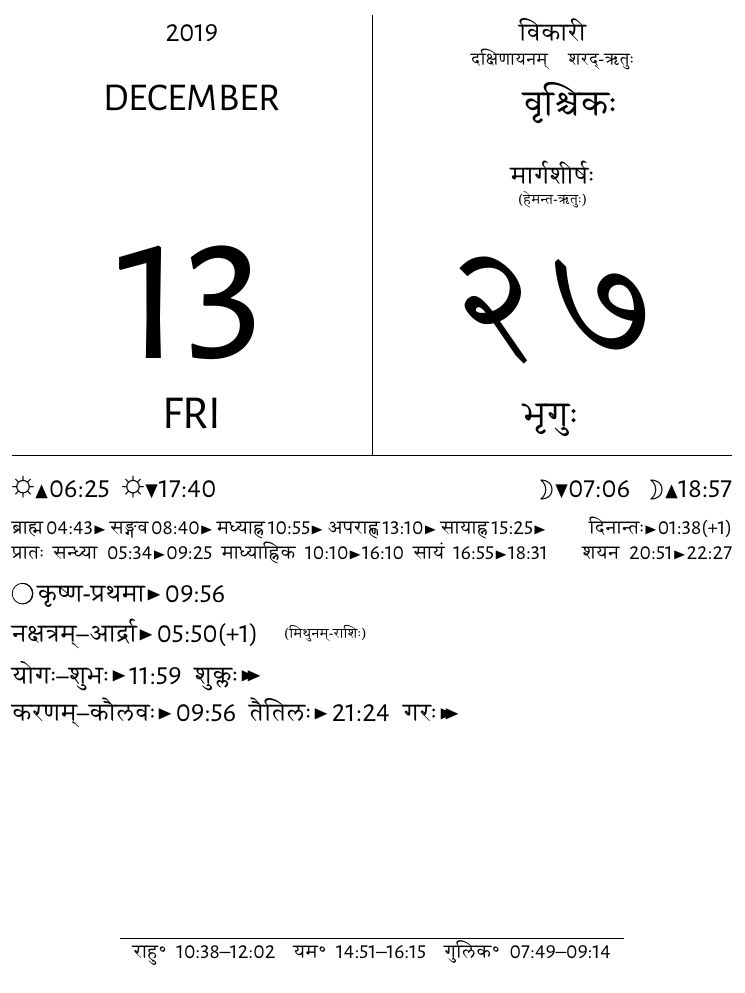 2019
DECEMBER
13
FRI
विकारी
दक्षिणायनम् शरद्-ऋतुः
वृश्चिकः
मार्गशीर्षः
(हेमन्त-ऋतुः)
२७
भृगुः
☼▲06:25 ☼▼17:40 ☽▼07:06 ☽▲18:57
ब्राह्म 04:43► सङ्गव 08:40► मध्याह्न 10:55► अपराह्ण 13:10► सायाह्न 15:25► दिनान्तः►01:38(+1)
प्रातः सन्ध्या 05:34►09:25 माध्याह्निक 10:10►16:10 सायं 16:55►18:31 शयन 20:51►22:27
◯कृष्ण-प्रथमा► 09:56
नक्षत्रम्–आर्द्रा► 05:50(+1) (मिथुनम्-राशिः)
योगः–शुभः►11:59 शुक्लः►►
करणम्–कौलवः►09:56 तैतिलः►21:24 गरः►►
राहु॰ 10:38–12:02 यम॰ 14:51–16:15 गुलिक॰ 07:49–09:14